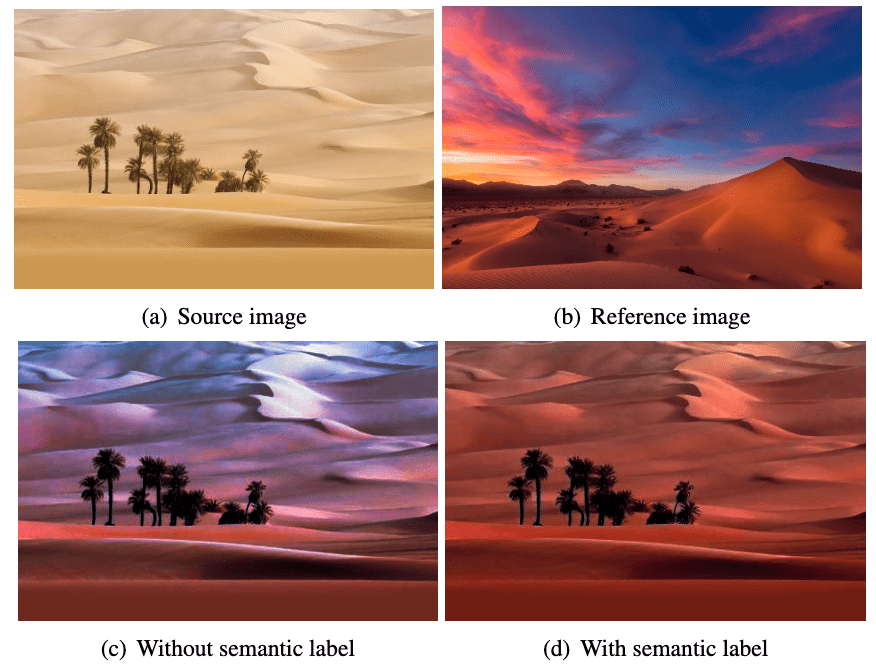 (a) Source image
(b) Reference image
(c) Without semantic label
(d) With semantic label